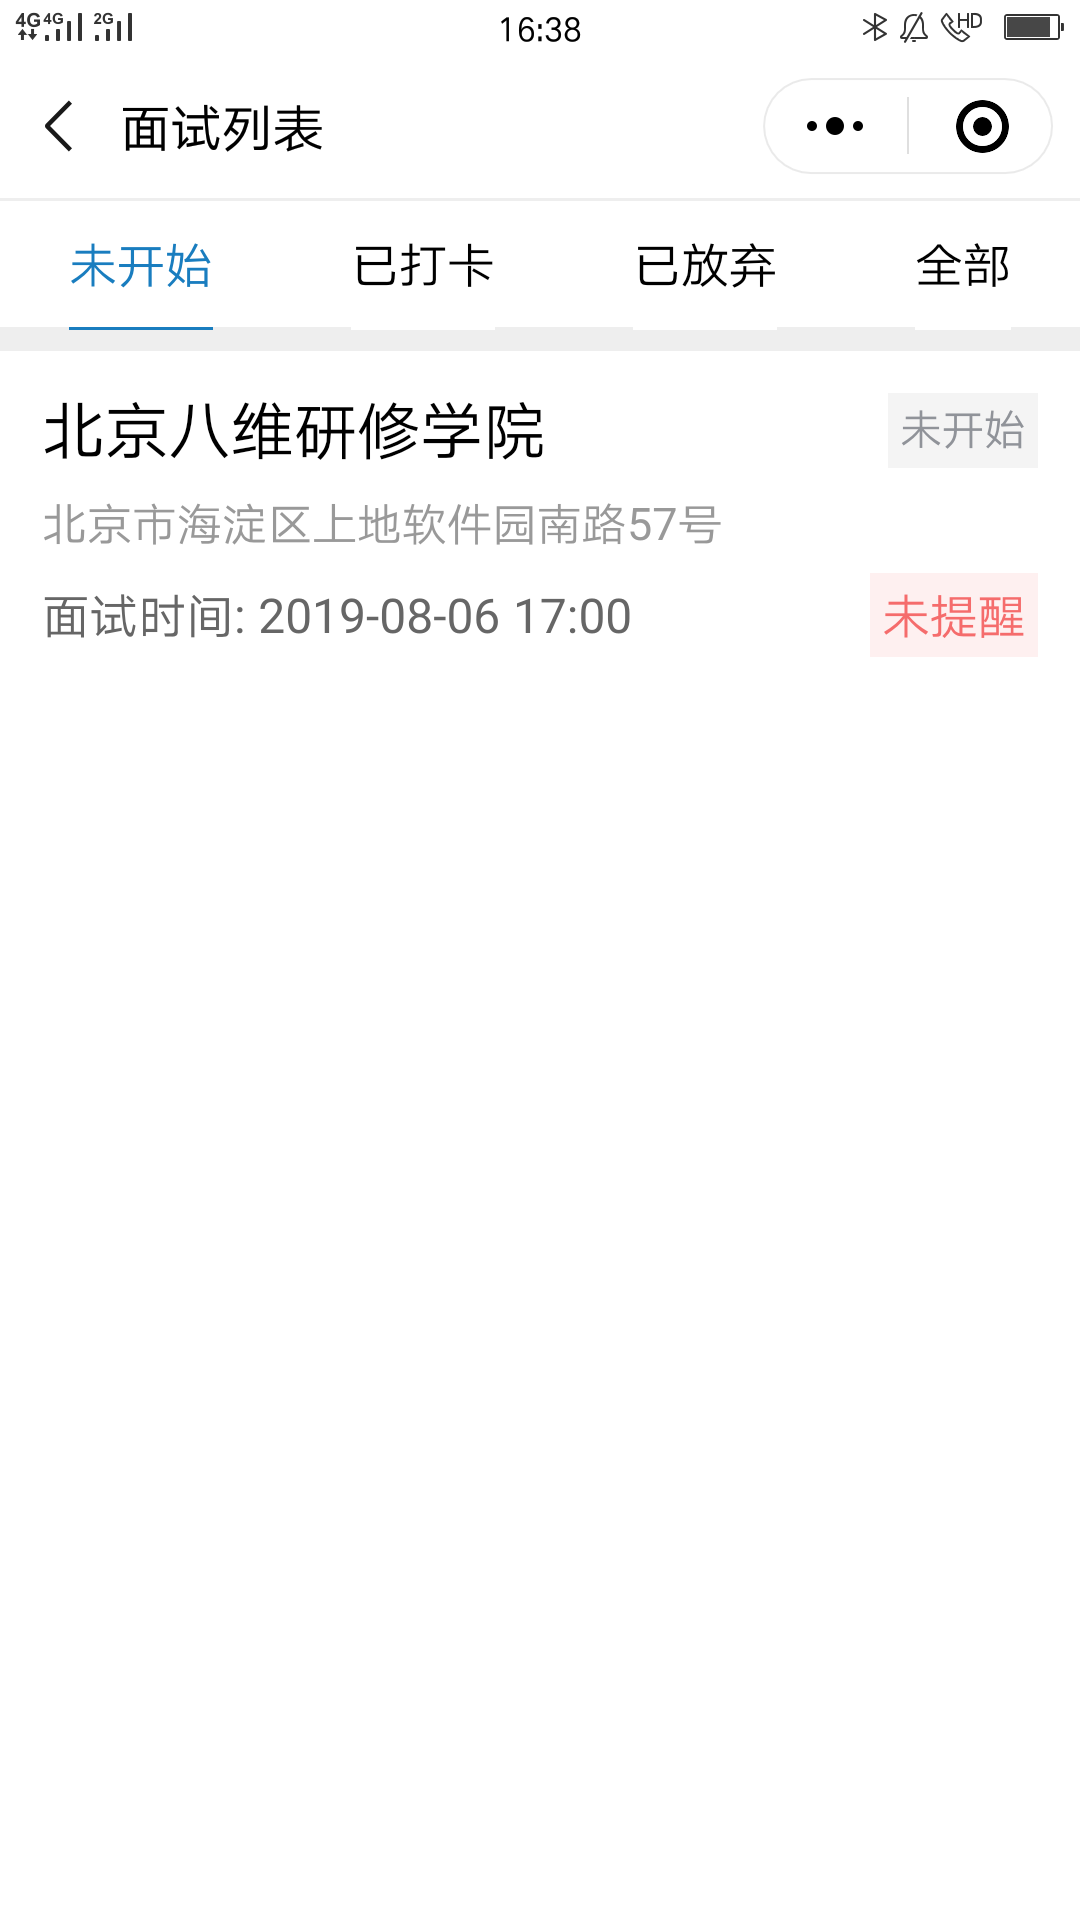 4G 4G 2G 16:38 HD
面试列表
未开始 已打卡 已放弃 全部
北京八维研修学院 未开始
北京市海淀区上地软件园南路57号
面试时间: 2019-08-06 17:00 未提醒